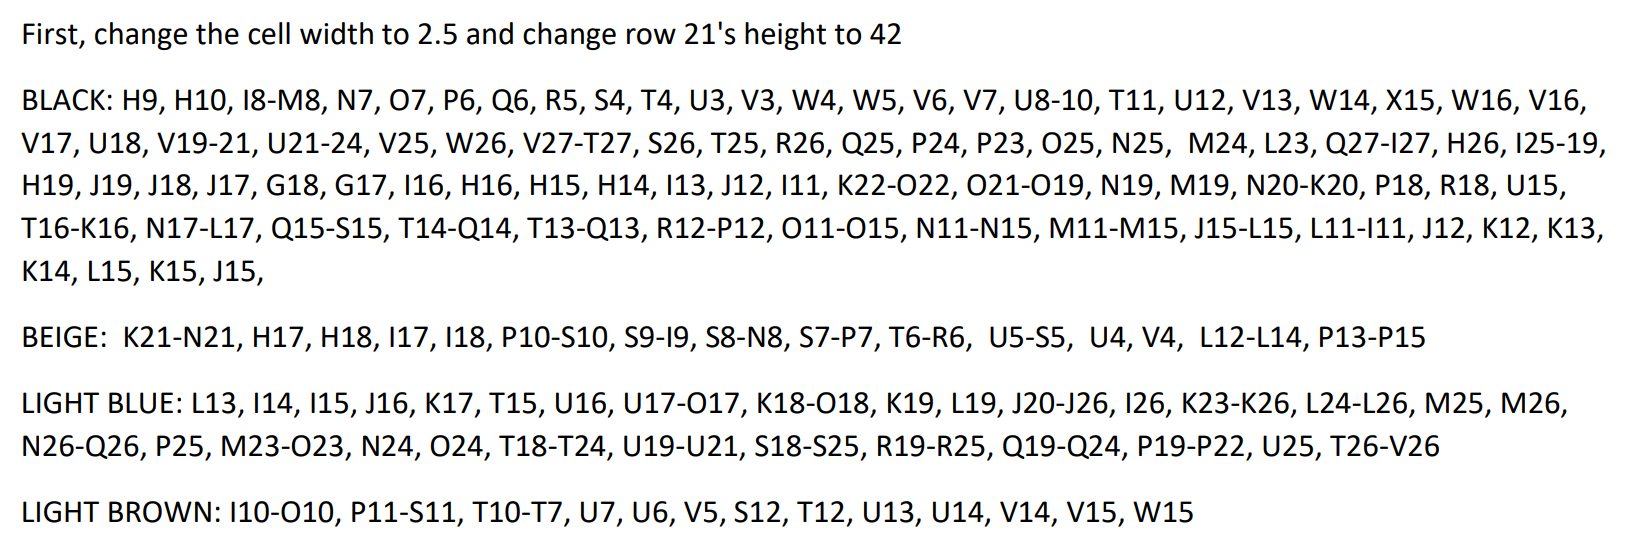 First, change the cell width to 2.5 and change row 21's height to 42
BLACK: H9, H10, I8-M8, N7, O7, P6, Q6, R5, S4, T4, U3, V3, W4, W5, V6, V7, U8-10, T11, U12, V13, W14, X15, W16, V16,
V17, U18, V19-21, U21-24, V25, W26, V27-T27, S26, T25, R26, Q25, P24, P23, O25, N25,  M24, L23, Q27-I27, H26, I25-19,
H19, J19, J18, J17, G18, G17, I16, H16, H15, H14, I13, J12, I11, K22-O22, O21-O19, N19, M19, N20-K20, P18, R18, U15,
T16-K16, N17-L17, Q15-S15, T14-Q14, T13-Q13, R12-P12, O11-O15, N11-N15, M11-M15, J15-L15, L11-I11, J12, K12, K13,
K14, L15, K15, J15,
BEIGE:  K21-N21, H17, H18, I17, I18, P10-S10, S9-I9, S8-N8, S7-P7, T6-R6,  U5-S5,  U4, V4,  L12-L14, P13-P15
LIGHT BLUE: L13, I14, I15, J16, K17, T15, U16, U17-O17, K18-O18, K19, L19, J20-J26, I26, K23-K26, L24-L26, M25, M26,
N26-Q26, P25, M23-O23, N24, O24, T18-T24, U19-U21, S18-S25, R19-R25, Q19-Q24, P19-P22, U25, T26-V26
LIGHT BROWN: I10-O10, P11-S11, T10-T7, U7, U6, V5, S12, T12, U13, U14, V14, V15, W15